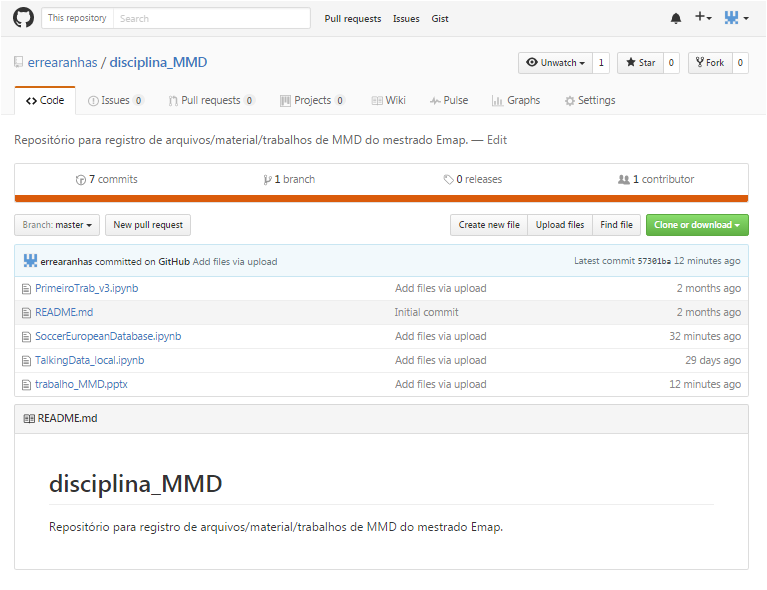 This repository Search Pull requests Issues Gist
errearanhas / disciplina_MMD Unwatch 1 Star 0 Fork 0
Code Issues 0 Pull requests 0 Projects 0 Wiki Pulse Graphs Settings
Repositório para registro de arquivos/material/trabalhos de MMD do mestrado Emap. — Edit
7 commits 1 branch 0 releases 1 contributor
Branch: master New pull request Create new file Upload files Find file Clone or download
errearanhas committed on GitHub Add files via upload Latest commit 57301ba 12 minutes ago
PrimeiroTrab_v3.ipynb Add files via upload 2 months ago
README.md Initial commit 2 months ago
SoccerEuropeanDatabase.ipynb Add files via upload 32 minutes ago
TalkingData_local.ipynb Add files via upload 29 days ago
trabalho_MMD.pptx Add files via upload 12 minutes ago
README.md
disciplina_MMD
Repositório para registro de arquivos/material/trabalhos de MMD do mestrado Emap.